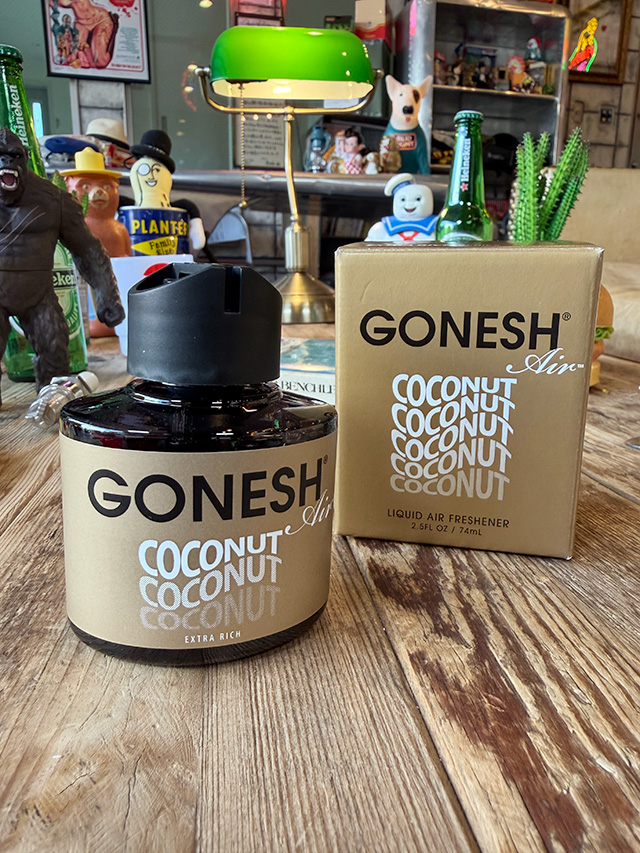 Heineken
PLANTERS
Heineken
BENCHLE
GONESH®
Air
COCONUT
COCONUT
COCONUT
EXTRA RICH
GONESH®
Air™
COCONUT
COCONUT
COCONUT
COCONUT
COCONUT
LIQUID AIR FRESHENER
2.5FL OZ / 74mL